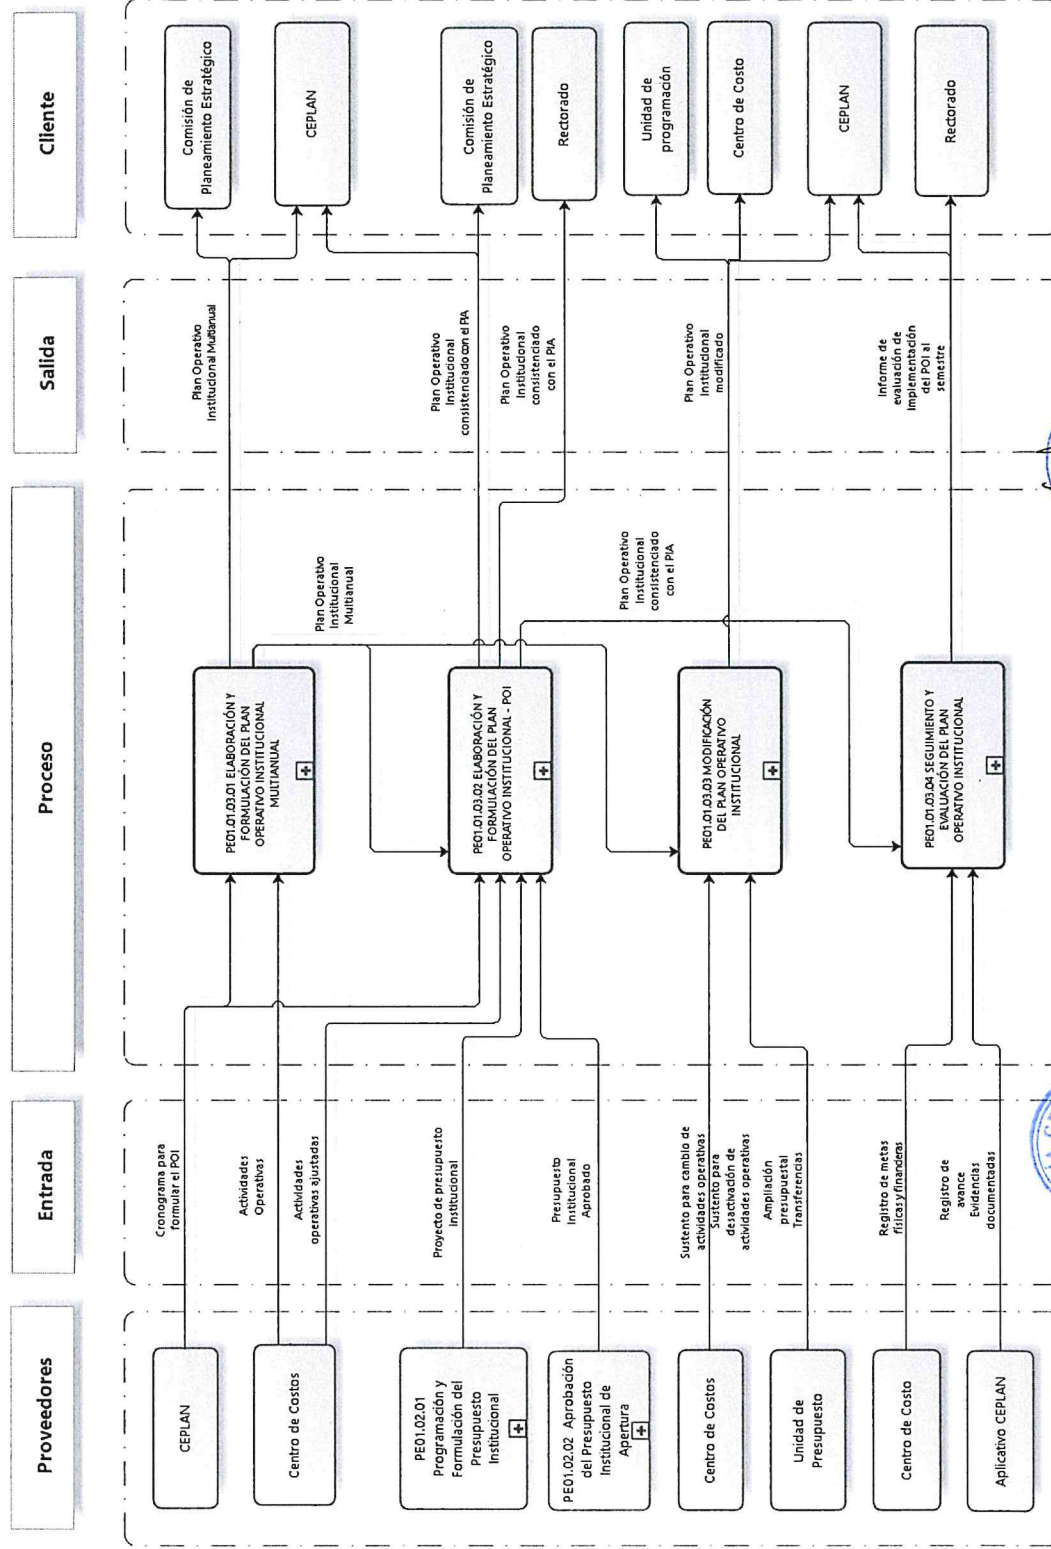 Proveedores
Entrada
Proceso
Salida
Cliente
CEPLAN
Centro de Costos
PE01.02.01
Programación y
Formulación del
Presupuesto
Institucional
PE01.02.02 Aprobación
del Presupuesto
Institucional de
Apertura
Centro de Costos
Unidad de
Presupuesto
Centro de Costo
Aplicativo CEPLAN
Cronograma para
formular el POI
Actividades
Operativas
Actividades
operativas ajustadas
Proyecto de presupuesto
Institucional
Presupuesto
Institucional
Aprobado
Sustento para cambio de
actividades operativas
Sustento para
desactivación de
actividades operativas
Ampliación
presupuestal
Transferencias
Registro de metas
físicas y financieras
Registro de
avance
Evidencias
documentadas
PE01.01.03.01 ELABORACIÓN Y
FORMULACIÓN DEL PLAN
OPERATIVO INSTITUCIONAL
MULTIANUAL
Plan Operativo
Institucional
Multianual
PE01.01.03.02 ELABORACIÓN Y
FORMULACIÓN DEL PLAN
OPERATIVO INSTITUCIONAL - POI
Plan Operativo
Institucional
consistenciado
con el PIA
PE01.01.03.03 MODIFICACIÓN
DEL PLAN OPERATIVO
INSTITUCIONAL
PE01.01.03.04 SEGUIMIENTO Y
EVALUACIÓN DEL PLAN
OPERATIVO INSTITUCIONAL
Plan Operativo
Institucional Multianual
Plan Operativo
Institucional
consistenciado con el PIA
Plan Operativo
Institucional
consistenciado
con el PIA
Plan Operativo
Institucional
modificado
Informe de
evaluación de
Implementación
del POI al
semestre
Comisión de
Planeamiento Estratégico
CEPLAN
Comisión de
Planeamiento Estratégico
Rectorado
Unidad de
programación
Centro de Costo
CEPLAN
Rectorado